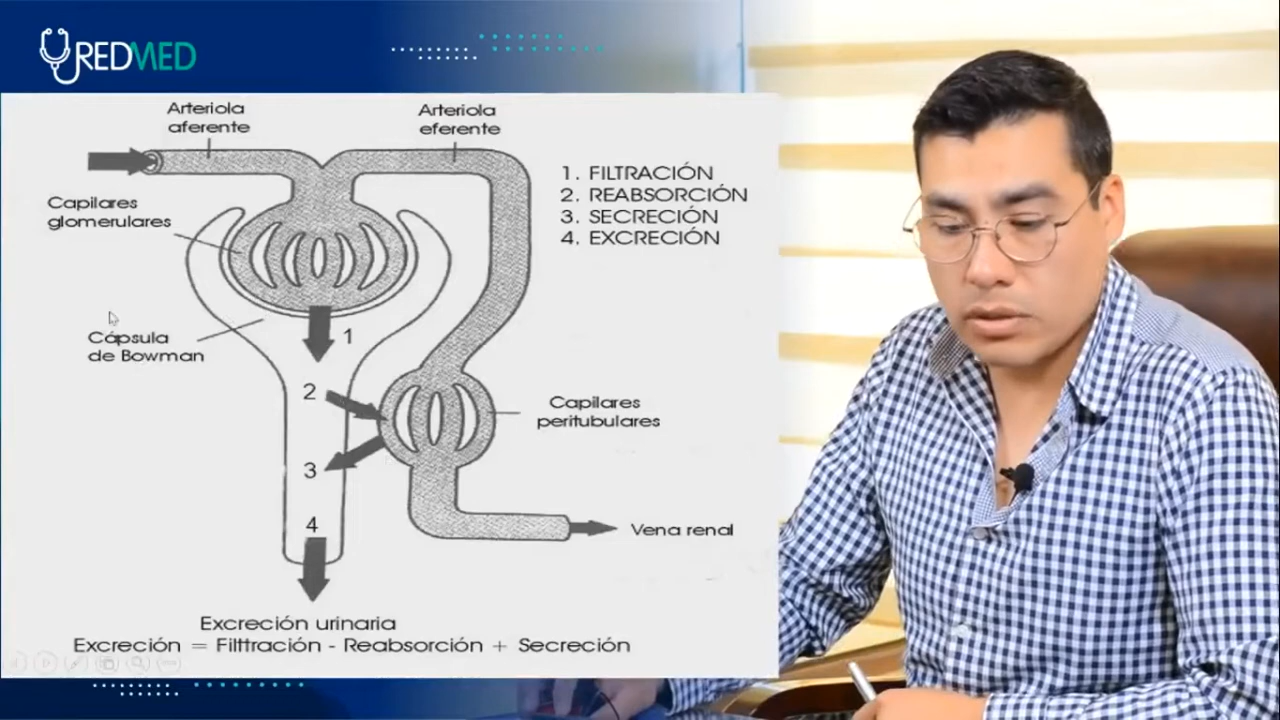 REDMED
Arteriola
aferente
Arteriola
eferente
Capilares
glomerulares
1. FILTRACIÓN
2. REABSORCIÓN
3. SECRECIÓN
4. EXCRECIÓN
Cápsula
de Bowman
1
2
Capilares
peritubulares
3
4
Vena renal
Excreción urinaria
Excreción = Filttración - Reabsorción + Secreción